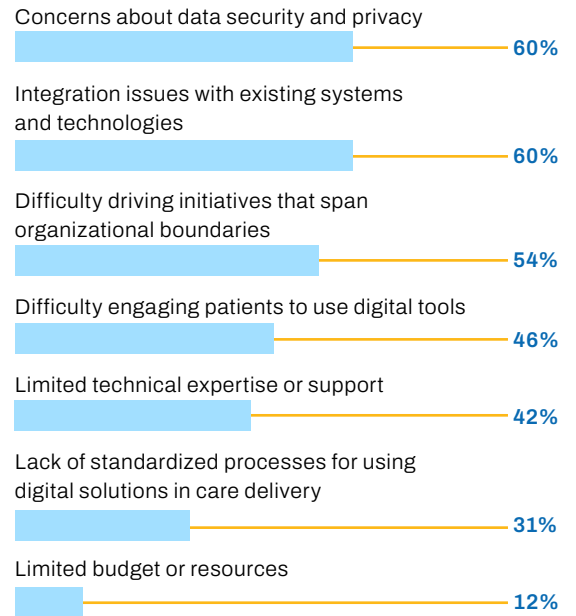 Concerns about data security and privacy
60%
Integration issues with existing systems
and technologies
60%
Difficulty driving initiatives that span
organizational boundaries
54%
Difficulty engaging patients to use digital tools
46%
Limited technical expertise or support
42%
Lack of standardized processes for using
digital solutions in care delivery
31%
Limited budget or resources
12%